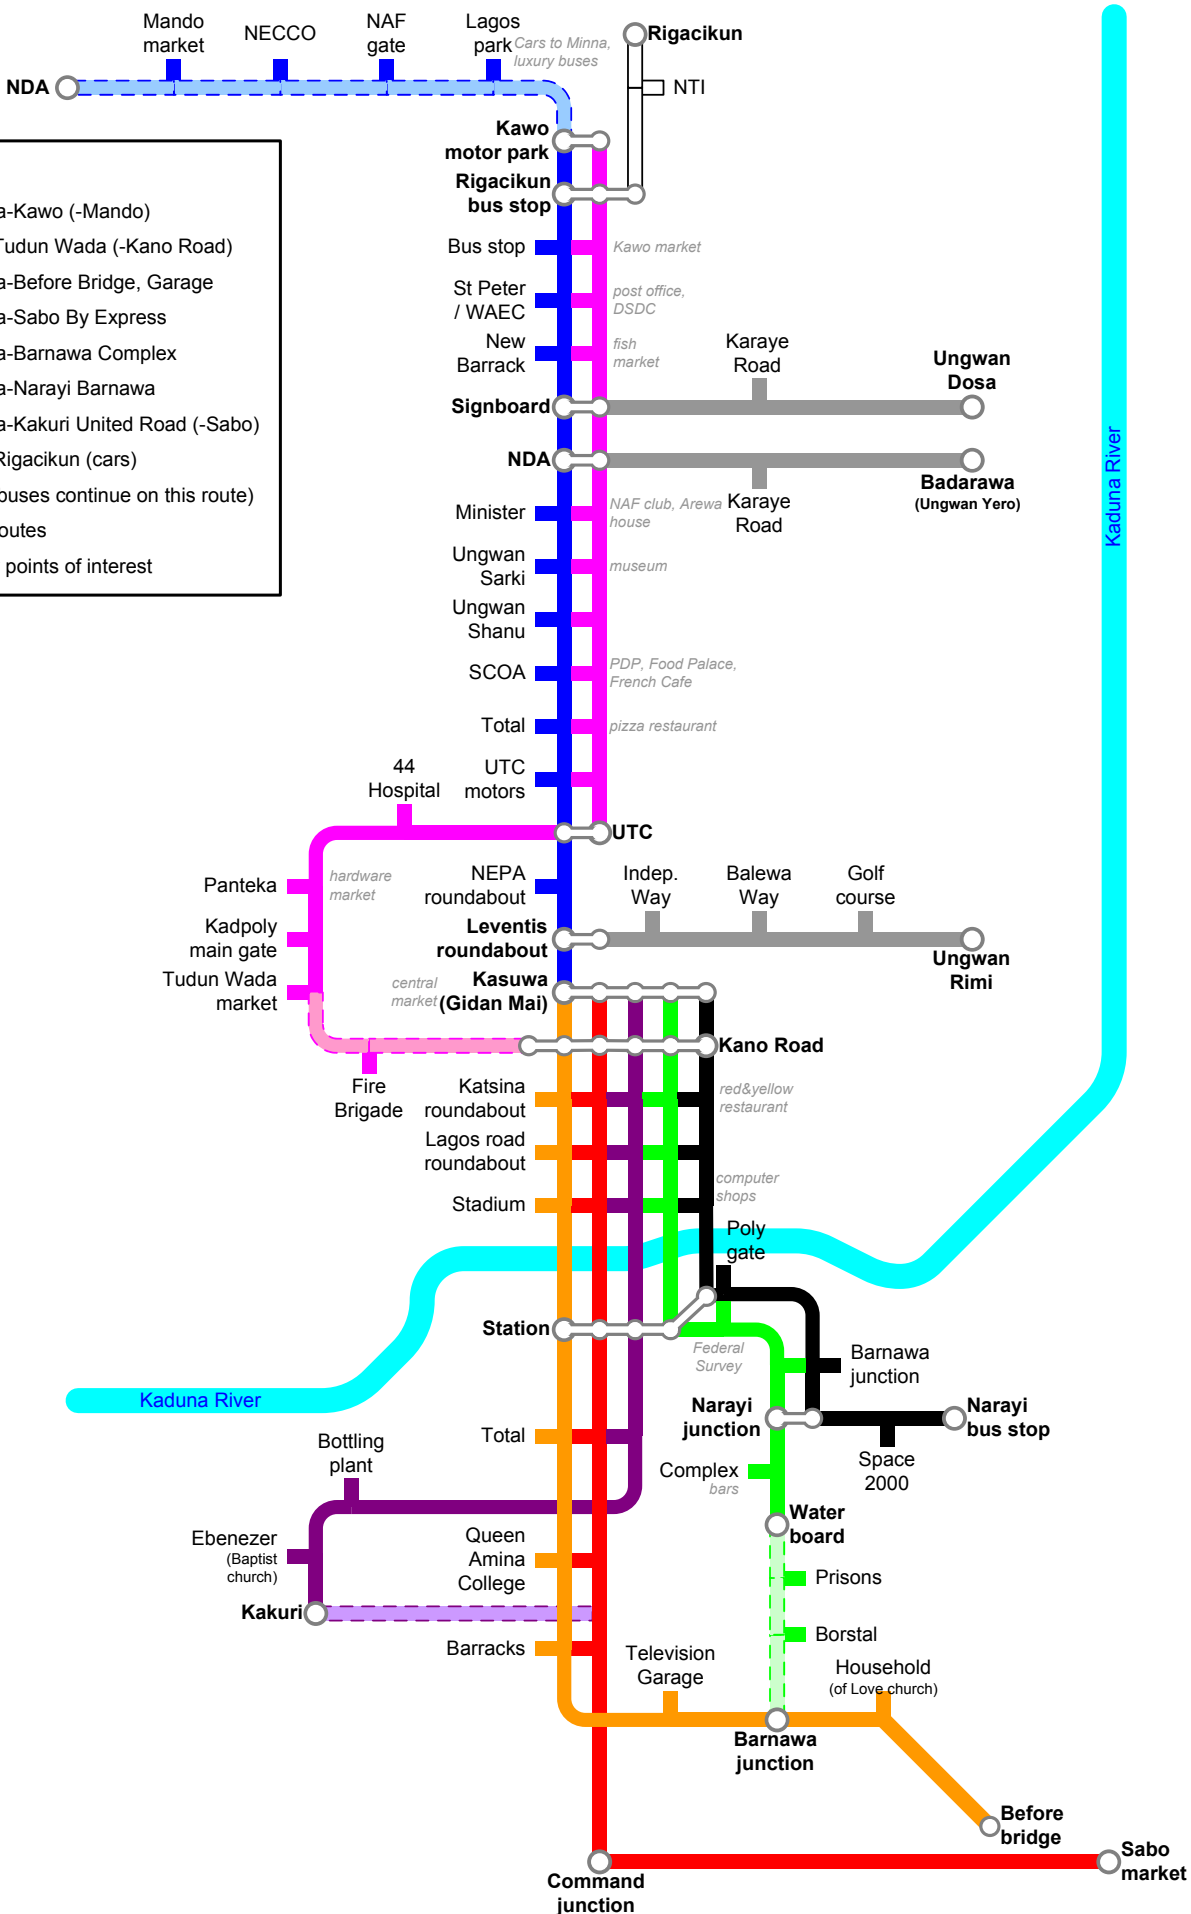 Mando
market
NECCO
NAF
gate
Lagos
park
Cars to Minna,
luxury buses
Rigacikun
NDA
NTI
Kawo
motor park
Rigacikun
bus stop
a-Kawo (-Mando)
Tudun Wada (-Kano Road)
a-Before Bridge, Garage
a-Sabo By Express
a-Barnawa Complex
a-Narayi Barnawa
a-Kakuri United Road (-Sabo)
Rigacikun (cars)
buses continue on this route)
outes
points of interest
Bus stop
Kawo market
St Peter
/ WAEC
post office,
DSDC
New
Barrack
fish
market
Karaye
Road
Ungwan
Dosa
Signboard
NDA
Karaye
Road
Badarawa
(Ungwan Yero)
Kaduna River
Minister
NAF club, Arewa
house
Ungwan
Sarki
museum
Ungwan
Shanu
SCOA
PDP, Food Palace,
French Cafe
Total
pizza restaurant
UTC
motors
44
Hospital
UTC
Panteka
hardware
market
NEPA
roundabout
Indep.
Way
Balewa
Way
Golf
course
Kadpoly
main gate
Leventis
roundabout
Ungwan
Rimi
Tudun Wada
market
central
market
Kasuwa
(Gidan Mai)
Kano Road
Fire
Brigade
Katsina
roundabout
red&yellow
restaurant
Lagos road
roundabout
computer
shops
Stadium
Poly
gate
Station
Federal
Survey
Barnawa
junction
Kaduna River
Narayi
junction
Narayi
bus stop
Total
Bottling
plant
Complex
bars
Space
2000
Water
board
Ebenezer
(Baptist
church)
Queen
Amina
College
Prisons
Kakuri
Borstal
Barracks
Television
Garage
Household
(of Love church)
Barnawa
junction
Before
bridge
Sabo
market
Command
junction